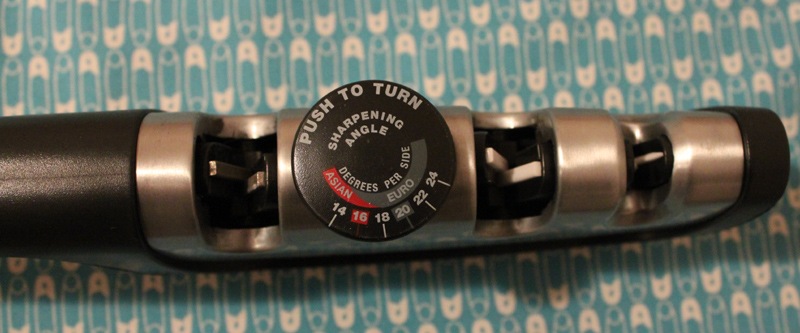 PUSH TO TURN
SHARPENING
ANGLE
DEGREES PER SIDE
ASIAN EURO
14 16 18 20 22 24